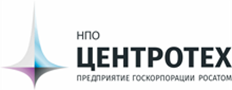 НПО
ЦЕНТРОТЕХ
ПРЕДПРИЯТИЕ ГОСКОРПОРАЦИИ РОСАТОМ